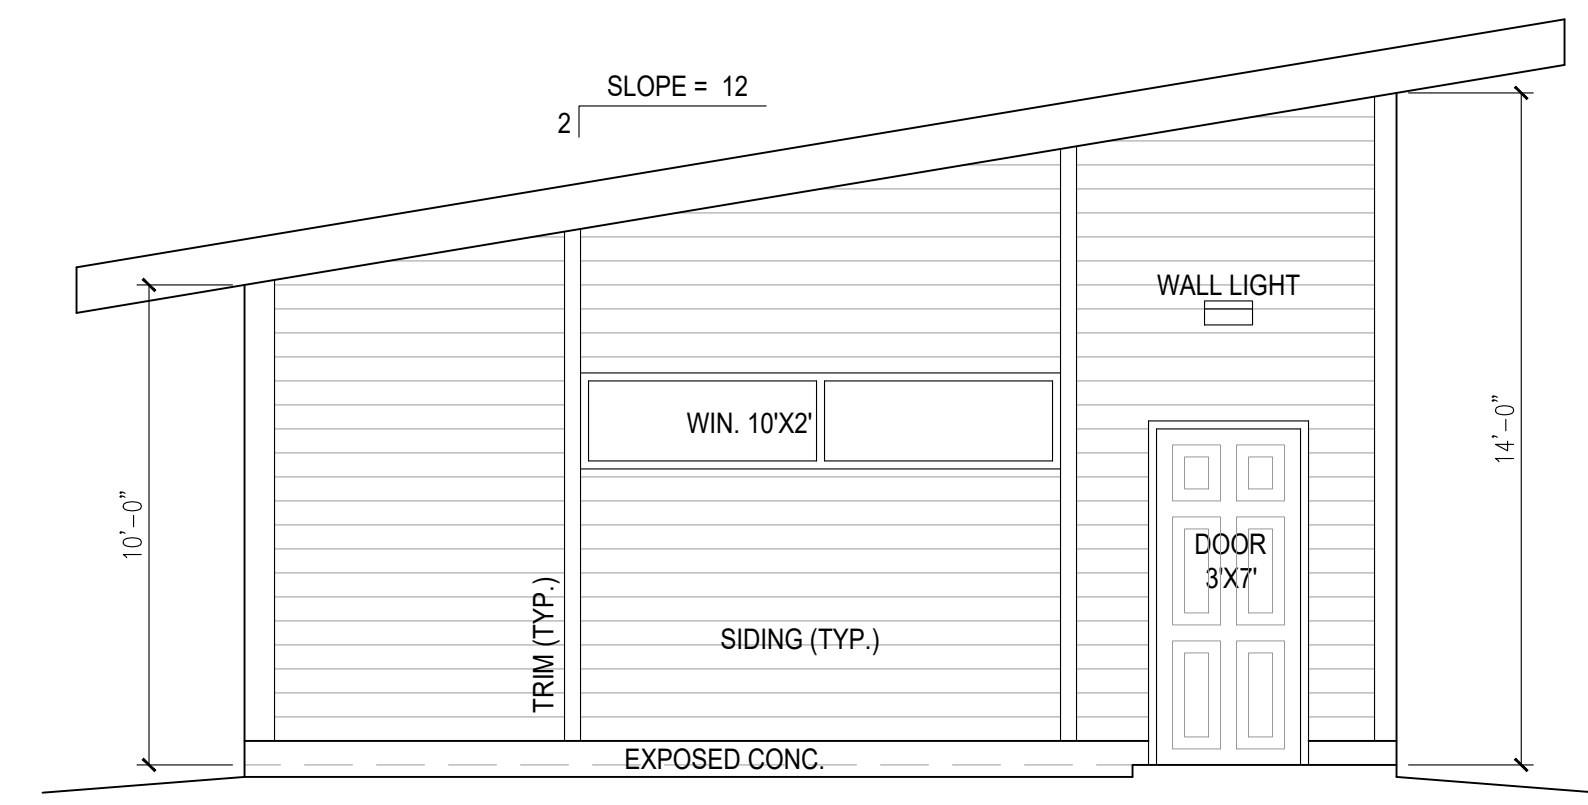 SLOPE = 12
2
WALL LIGHT
WIN. 10'X2'
14'-0"
10'-0"
DOOR
3'X7'
TRIM (TYP.)
SIDING (TYP.)
EXPOSED CONC.